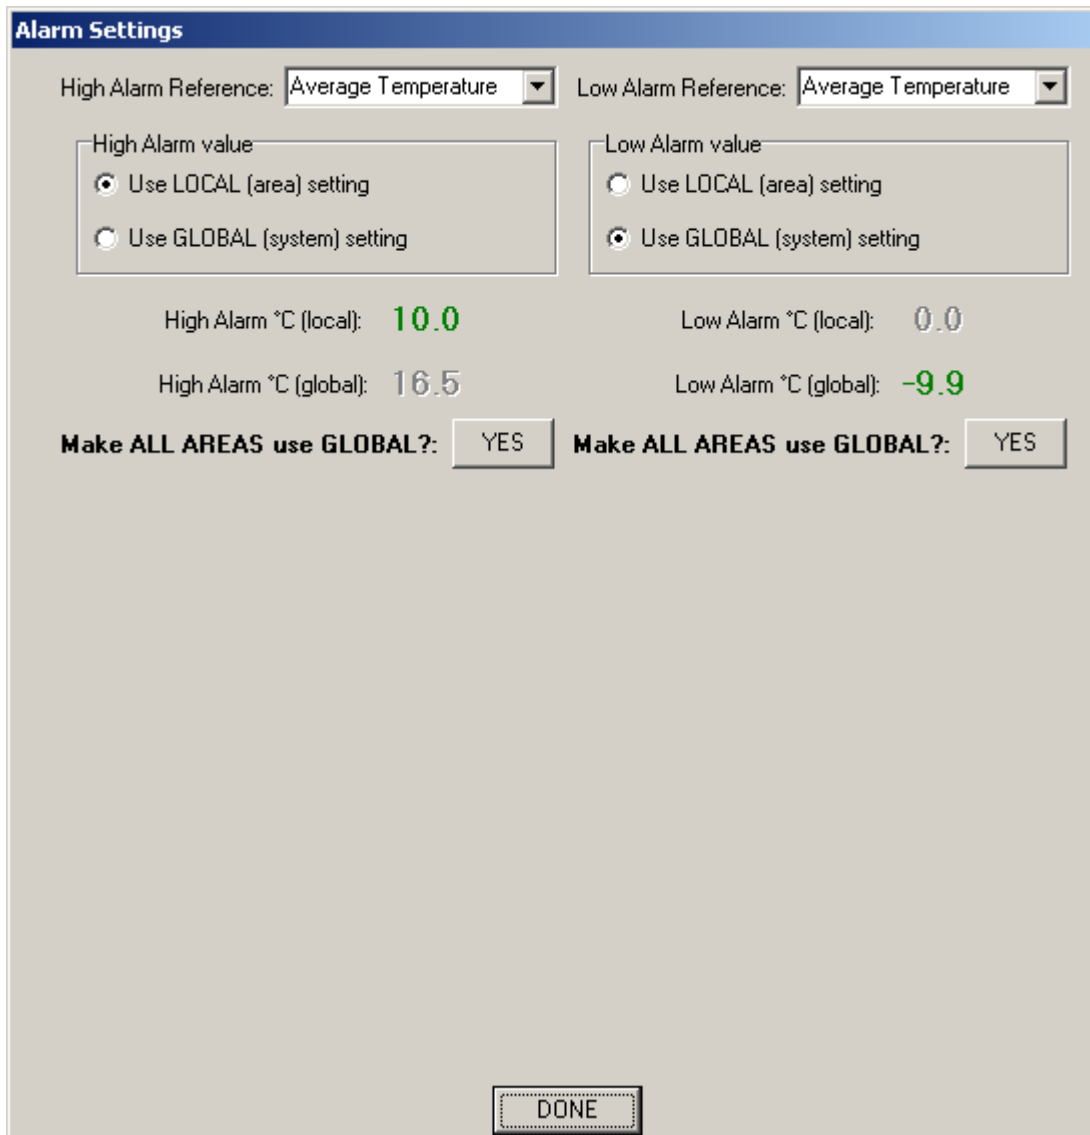 Alarm Settings
High Alarm Reference: Average Temperature Low Alarm Reference: Average Temperature
High Alarm value Low Alarm value
Use LOCAL (area) setting Use LOCAL (area) setting
Use GLOBAL (system) setting Use GLOBAL (system) setting
High Alarm °C (local): 10.0 Low Alarm °C (local): 0.0
High Alarm °C (global): 16.5 Low Alarm °C (global): -9.9
Make ALL AREAS use GLOBAL?: YES Make ALL AREAS use GLOBAL?: YES
DONE